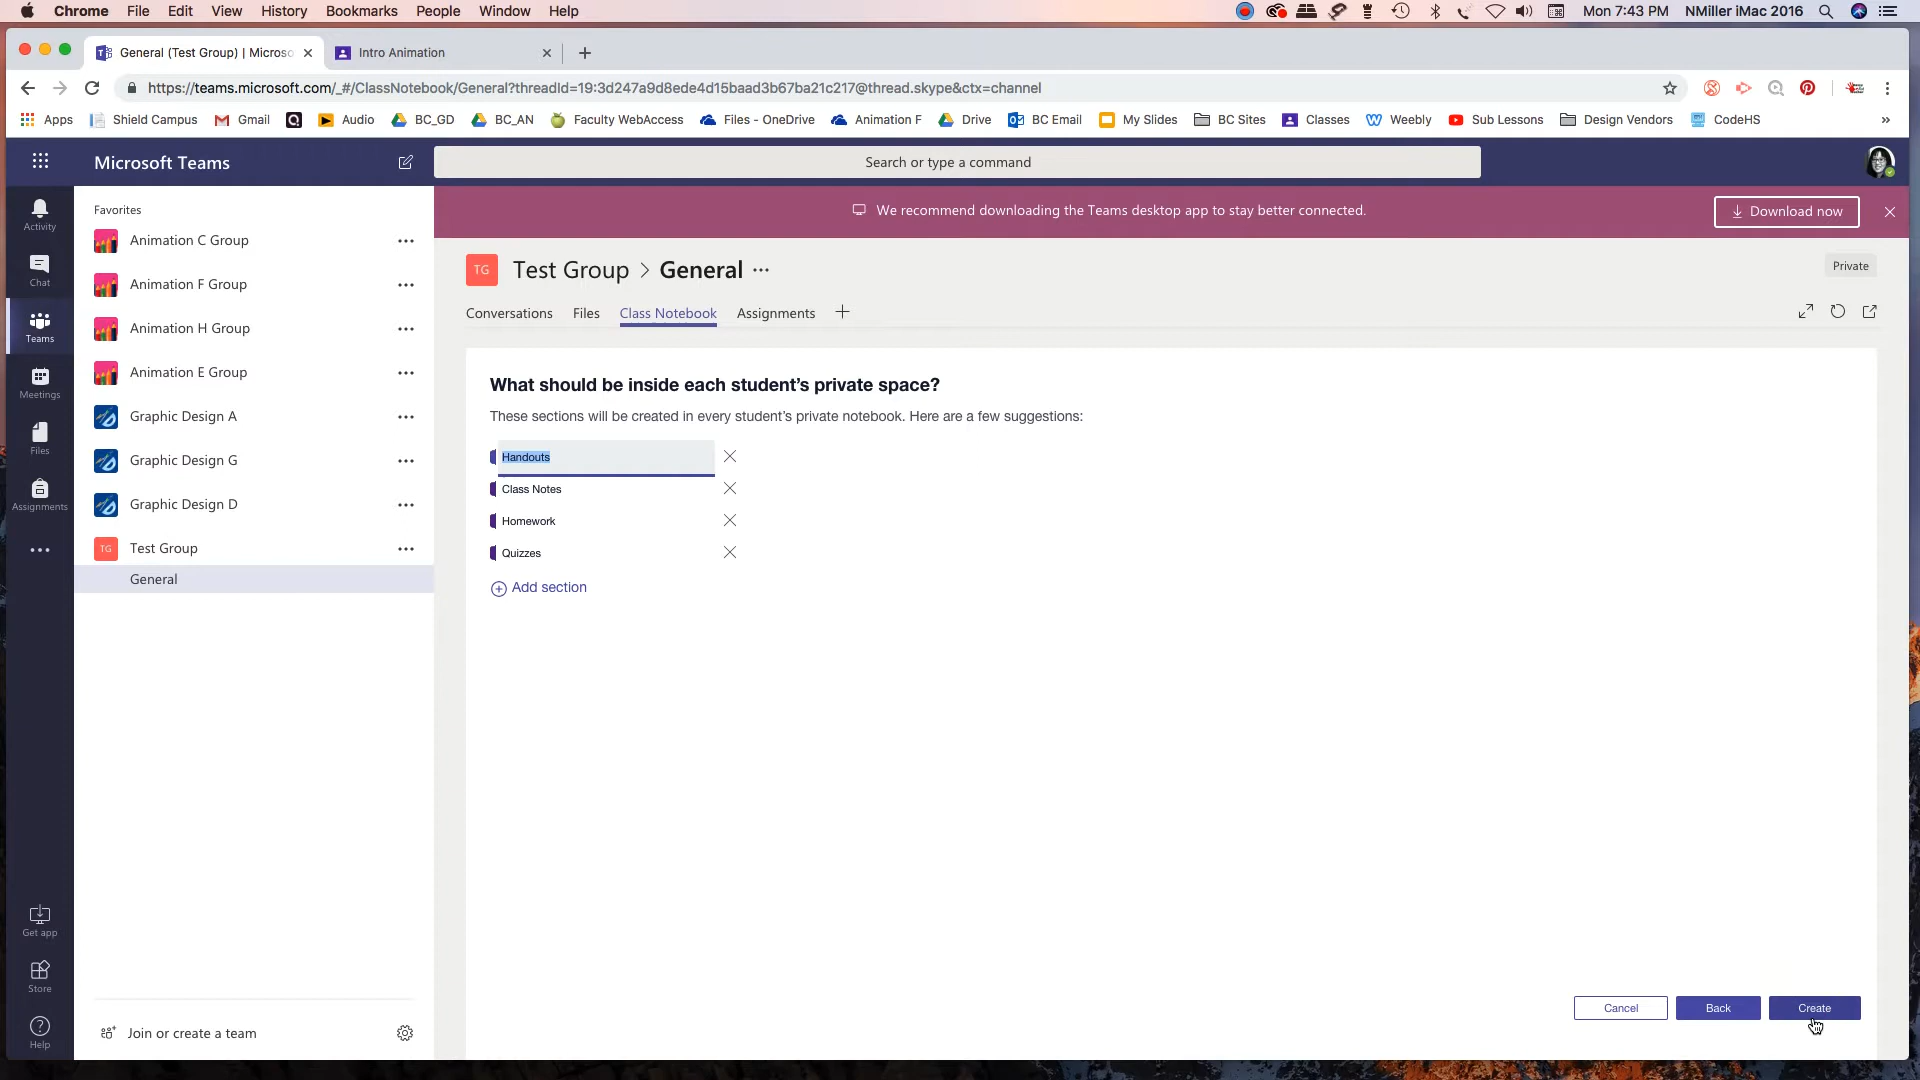 Chrome File Edit View History Bookmarks People Window Help Mon 7:43 PM NMiller iMac 2016
General (Test Group) | Microso Intro Animation
https://teams.microsoft.com/_#/ClassNotebook/General?threadId=19:3d247a9d8ede4d15baad3b67ba21c217@thread.skype&ctx=channel
Apps Shield Campus Gmail Audio BC_GD BC_AN Faculty WebAccess Files - OneDrive Animation F Drive BC Email My Slides BC Sites Classes Weebly Sub Lessons Design Vendors CodeHS »
Microsoft Teams Search or type a command
We recommend downloading the Teams desktop app to stay better connected. Download now
Activity
Chat
Teams
Meetings
Files
Assignments
Get app
Store
Help
Favorites
Animation C Group
Animation F Group
Animation H Group
Animation E Group
Graphic Design A
Graphic Design G
Graphic Design D
TG Test Group
General
Join or create a team
TG Test Group > General Private
Conversations Files Class Notebook Assignments
What should be inside each student's private space?
These sections will be created in every student's private notebook. Here are a few suggestions:
Handouts
Class Notes
Homework
Quizzes
Add section
Cancel Back Create